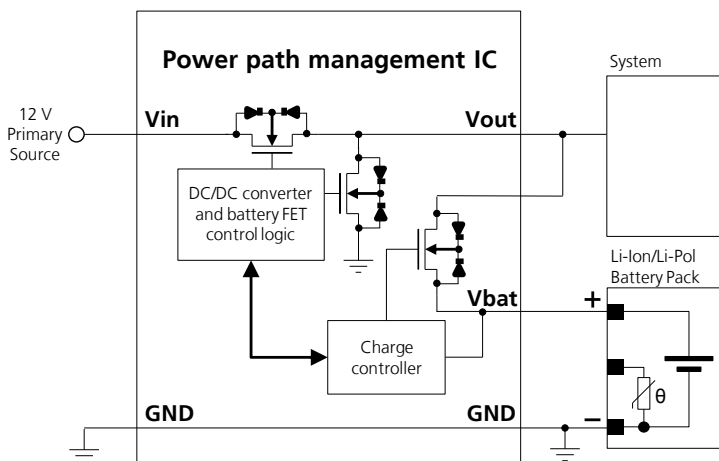 Power path management IC
System
12 V
Primary
Source
Vin
Vout
DC/DC converter
and battery FET
control logic
Li-Ion/Li-Pol
Battery Pack
Vbat
+
Charge
controller
θ
GND
GND
−